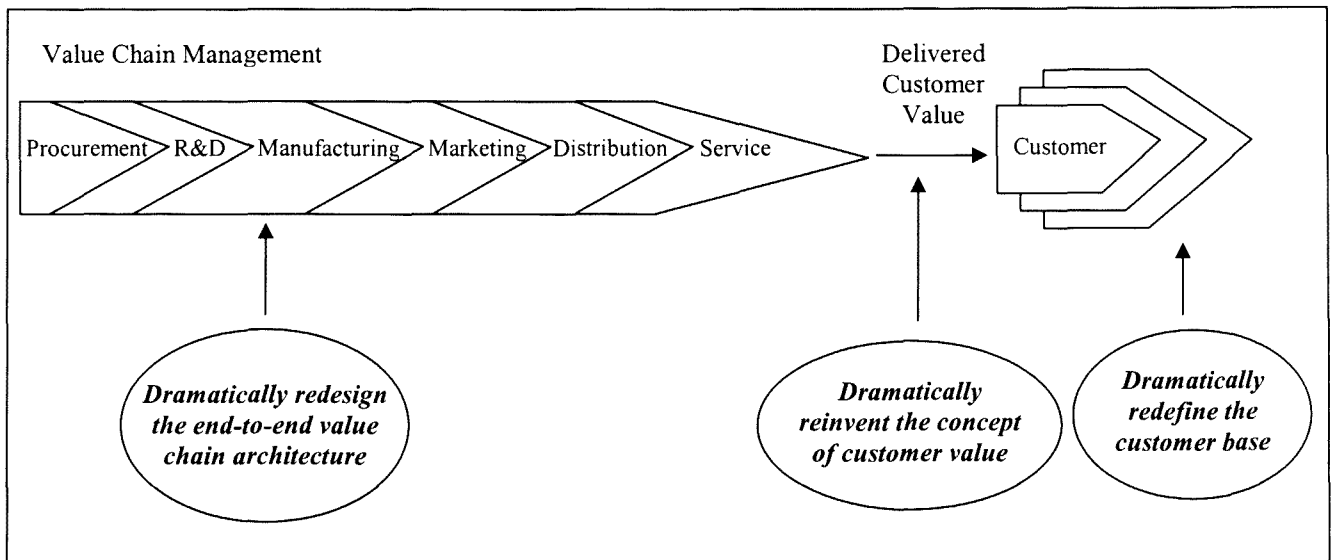 Value Chain Management
Delivered
Customer
Value
Procurement
R&D
Manufacturing
Marketing
Distribution
Service
Customer
Dramatically redesign
the end-to-end value
chain architecture
Dramatically
reinvent the concept
of customer value
Dramatically
redefine the
customer base